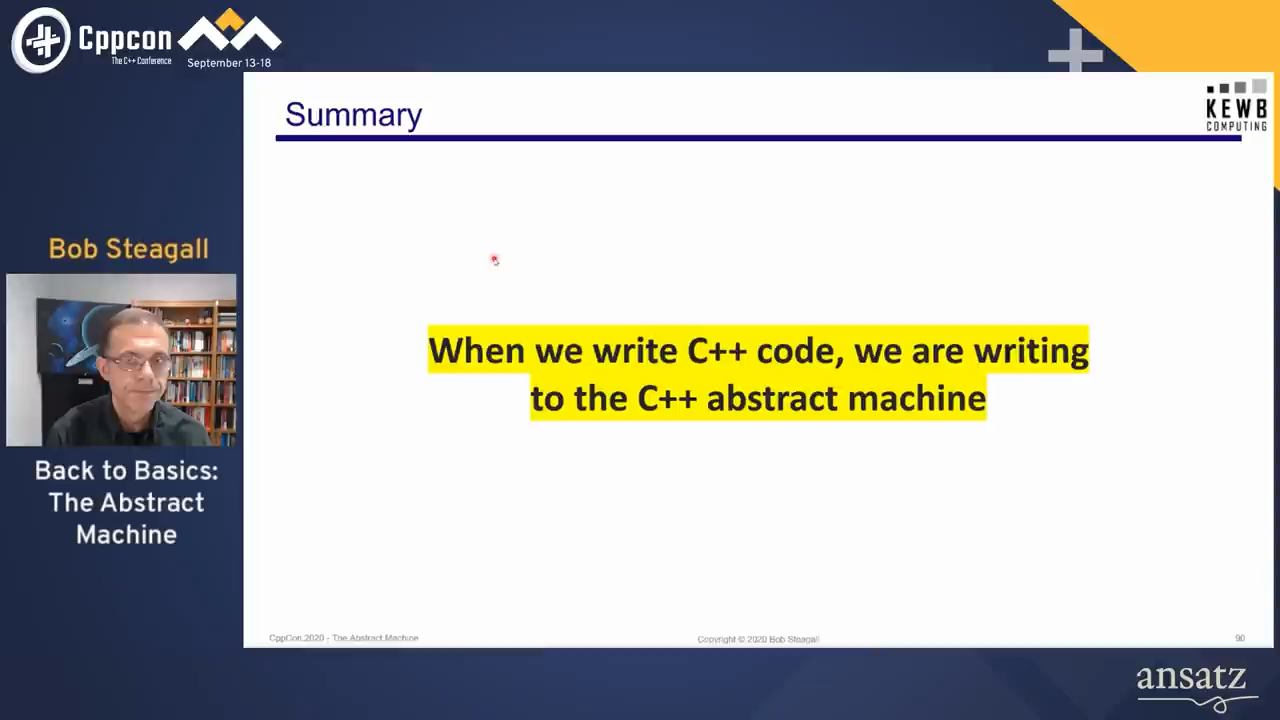 Cppcon
The C++ Conference
September 13-18
Summary
KEWB
COMPUTING
Bob Steagall
When we write C++ code, we are writing
to the C++ abstract machine
Back to Basics:
The Abstract
Machine
CppCon 2020 - The Abstract Machine
Copyright © 2020 Bob Steagall
90
ansatz